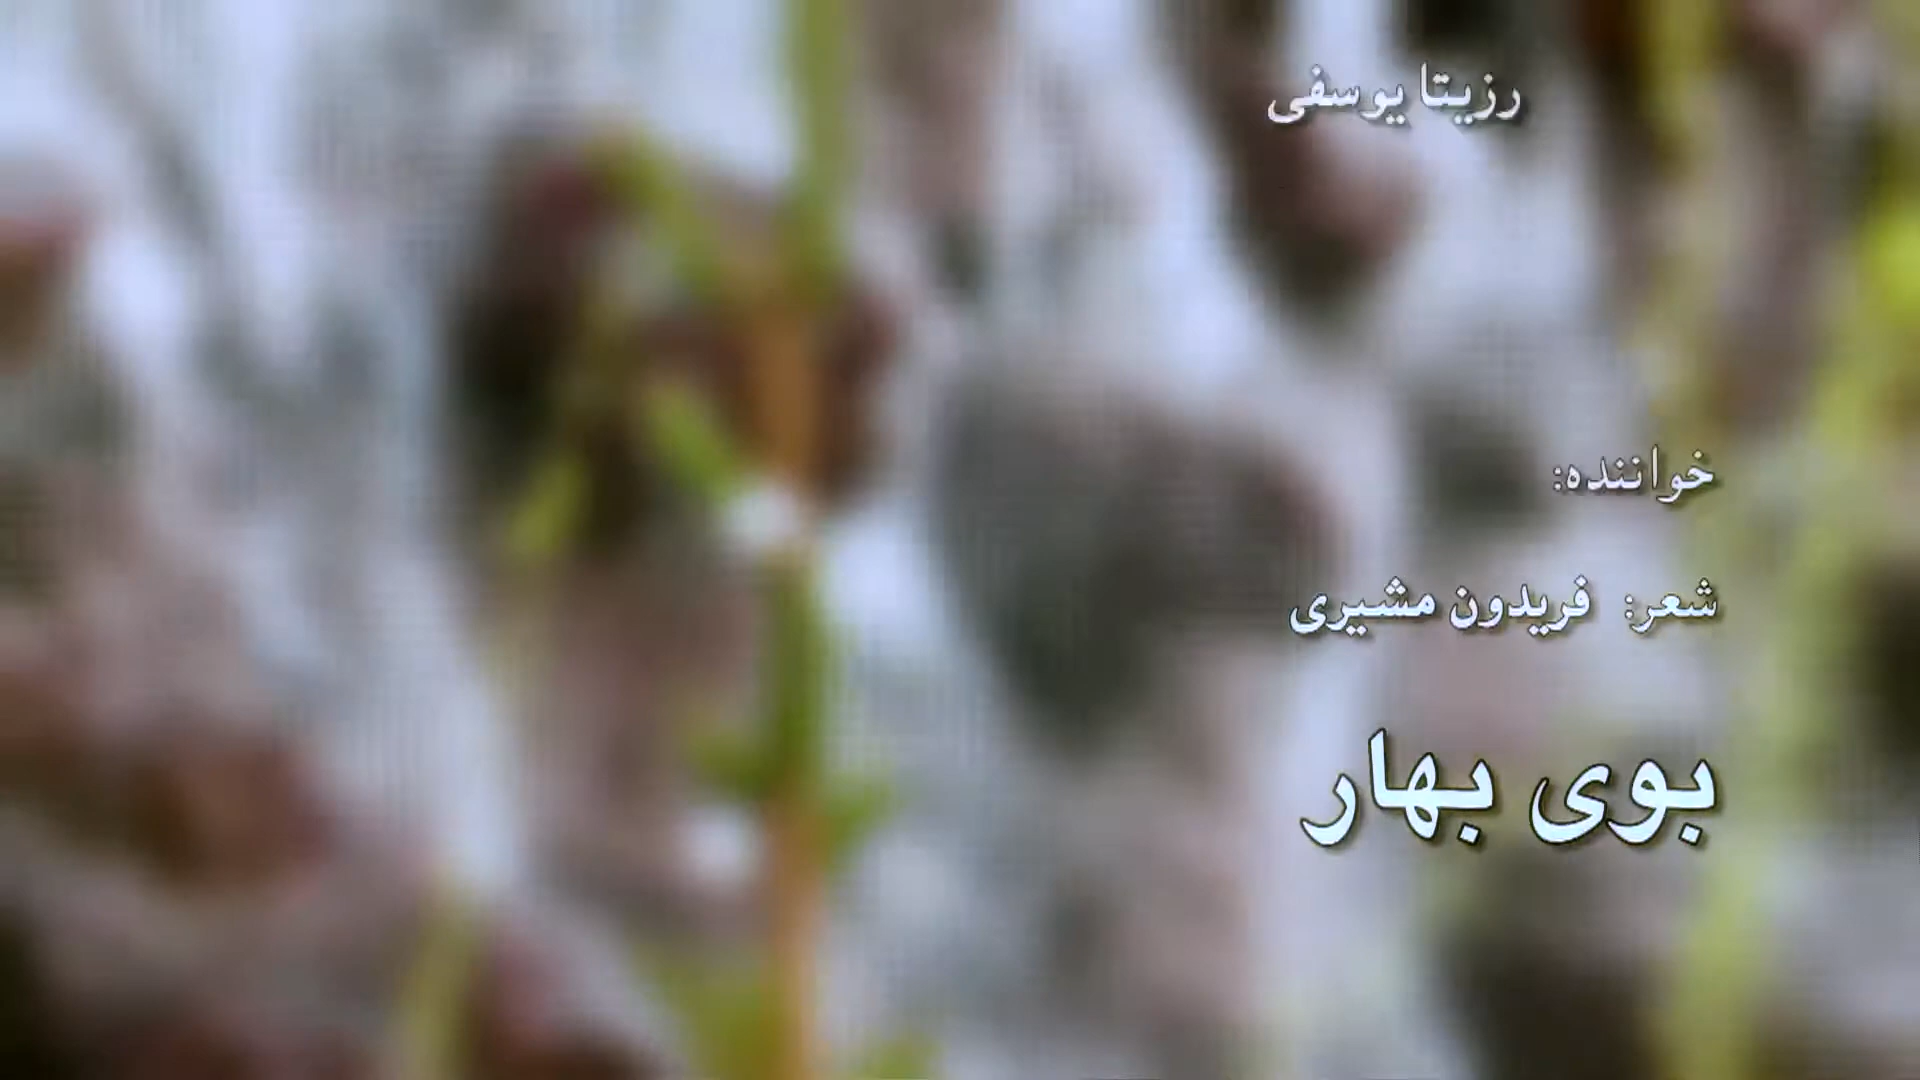 رزیتا یوسفی
خواننده:
شعر: فریدون مشیری
بوی بهار